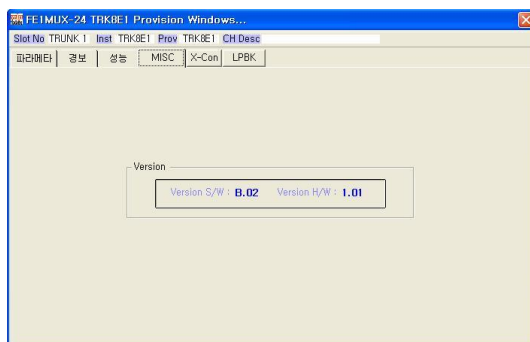 FE1MUX-24 TRK8E1 Provision Windows...
Slot No TRUNK 1 Inst TRK8E1 Prov TRK8E1 CH Desc
파라메타 경보 성능 MISC X-Con LPBK
Version
Version S/W : B.02 Version H/W : 1.01